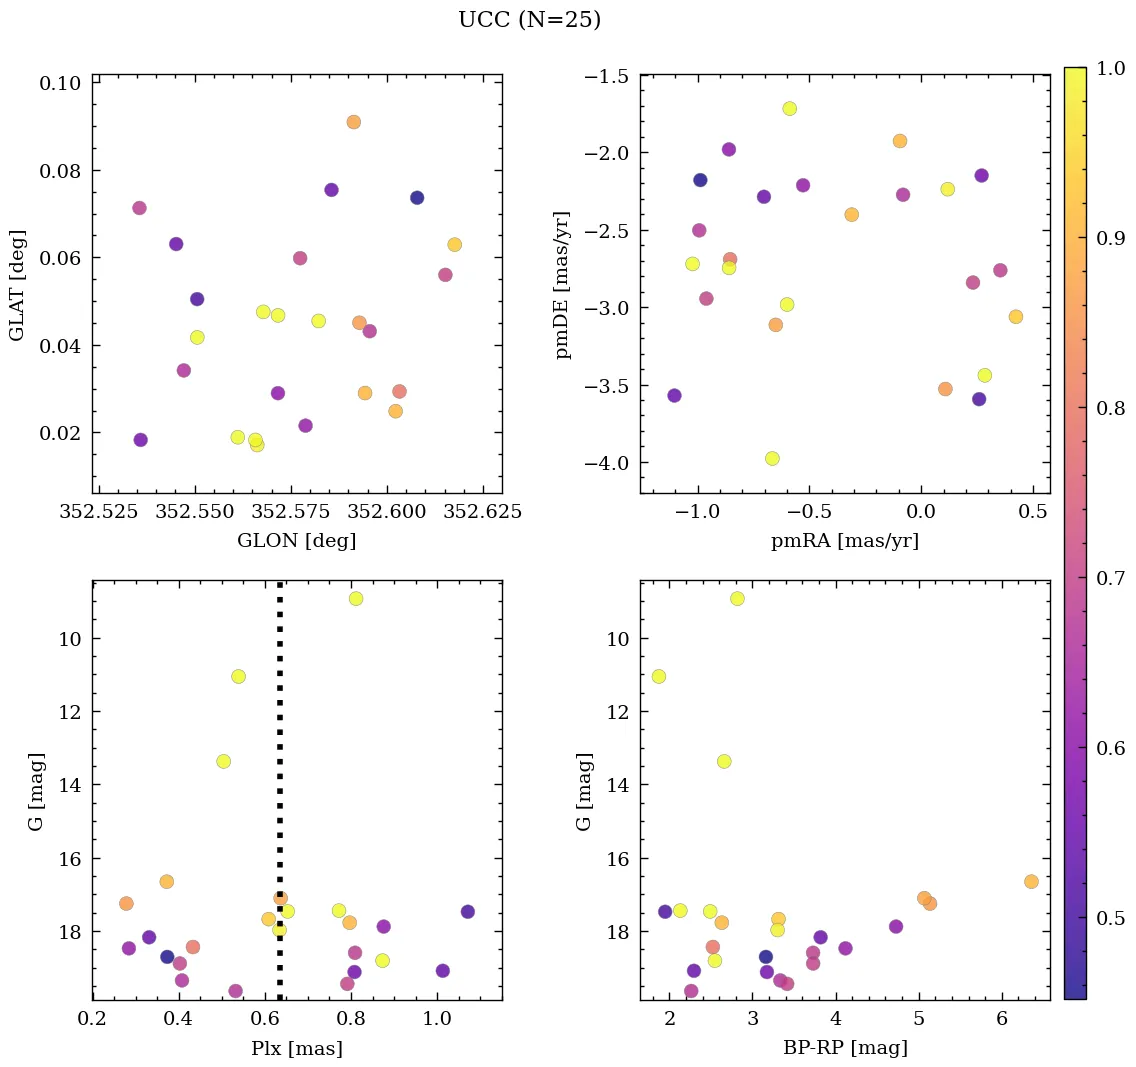 UCC (N=25)
0.10
0.08
0.06
0.04
0.02
GLAT [deg]
352.525 352.550 352.575 352.600 352.625
GLON [deg]
−1.5
−2.0
−2.5
−3.0
−3.5
−4.0
pmDE [mas/yr]
−1.0 −0.5 0.0 0.5
pmRA [mas/yr]
1.0
0.9
0.8
0.7
0.6
0.5
10
12
14
16
18
G [mag]
0.2 0.4 0.6 0.8 1.0
Plx [mas]
10
12
14
16
18
G [mag]
2 3 4 5 6
BP-RP [mag]